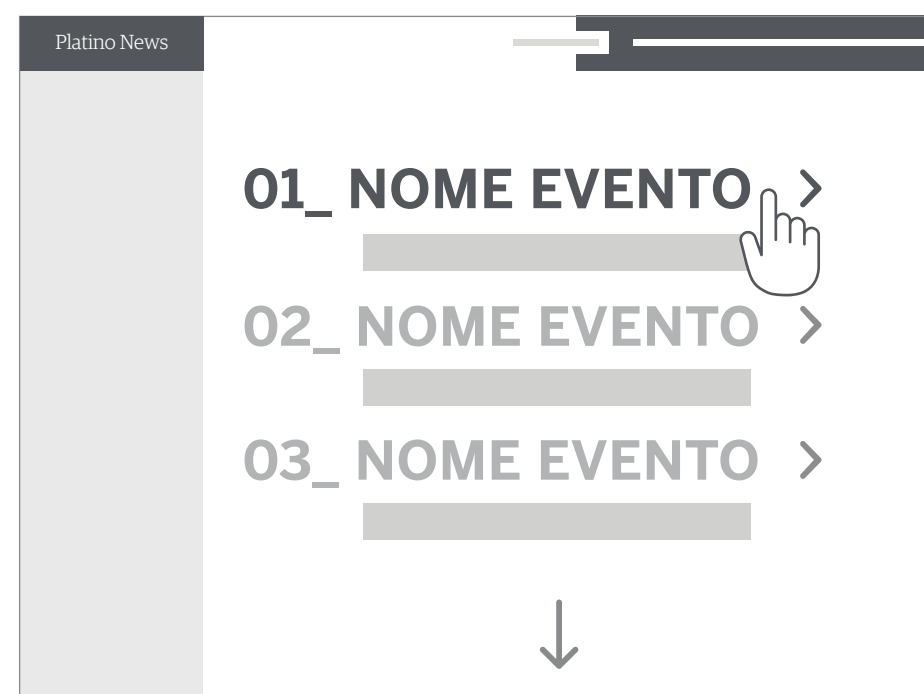 Platino News
01_ NOME EVENTO
02_ NOME EVENTO
03_ NOME EVENTO